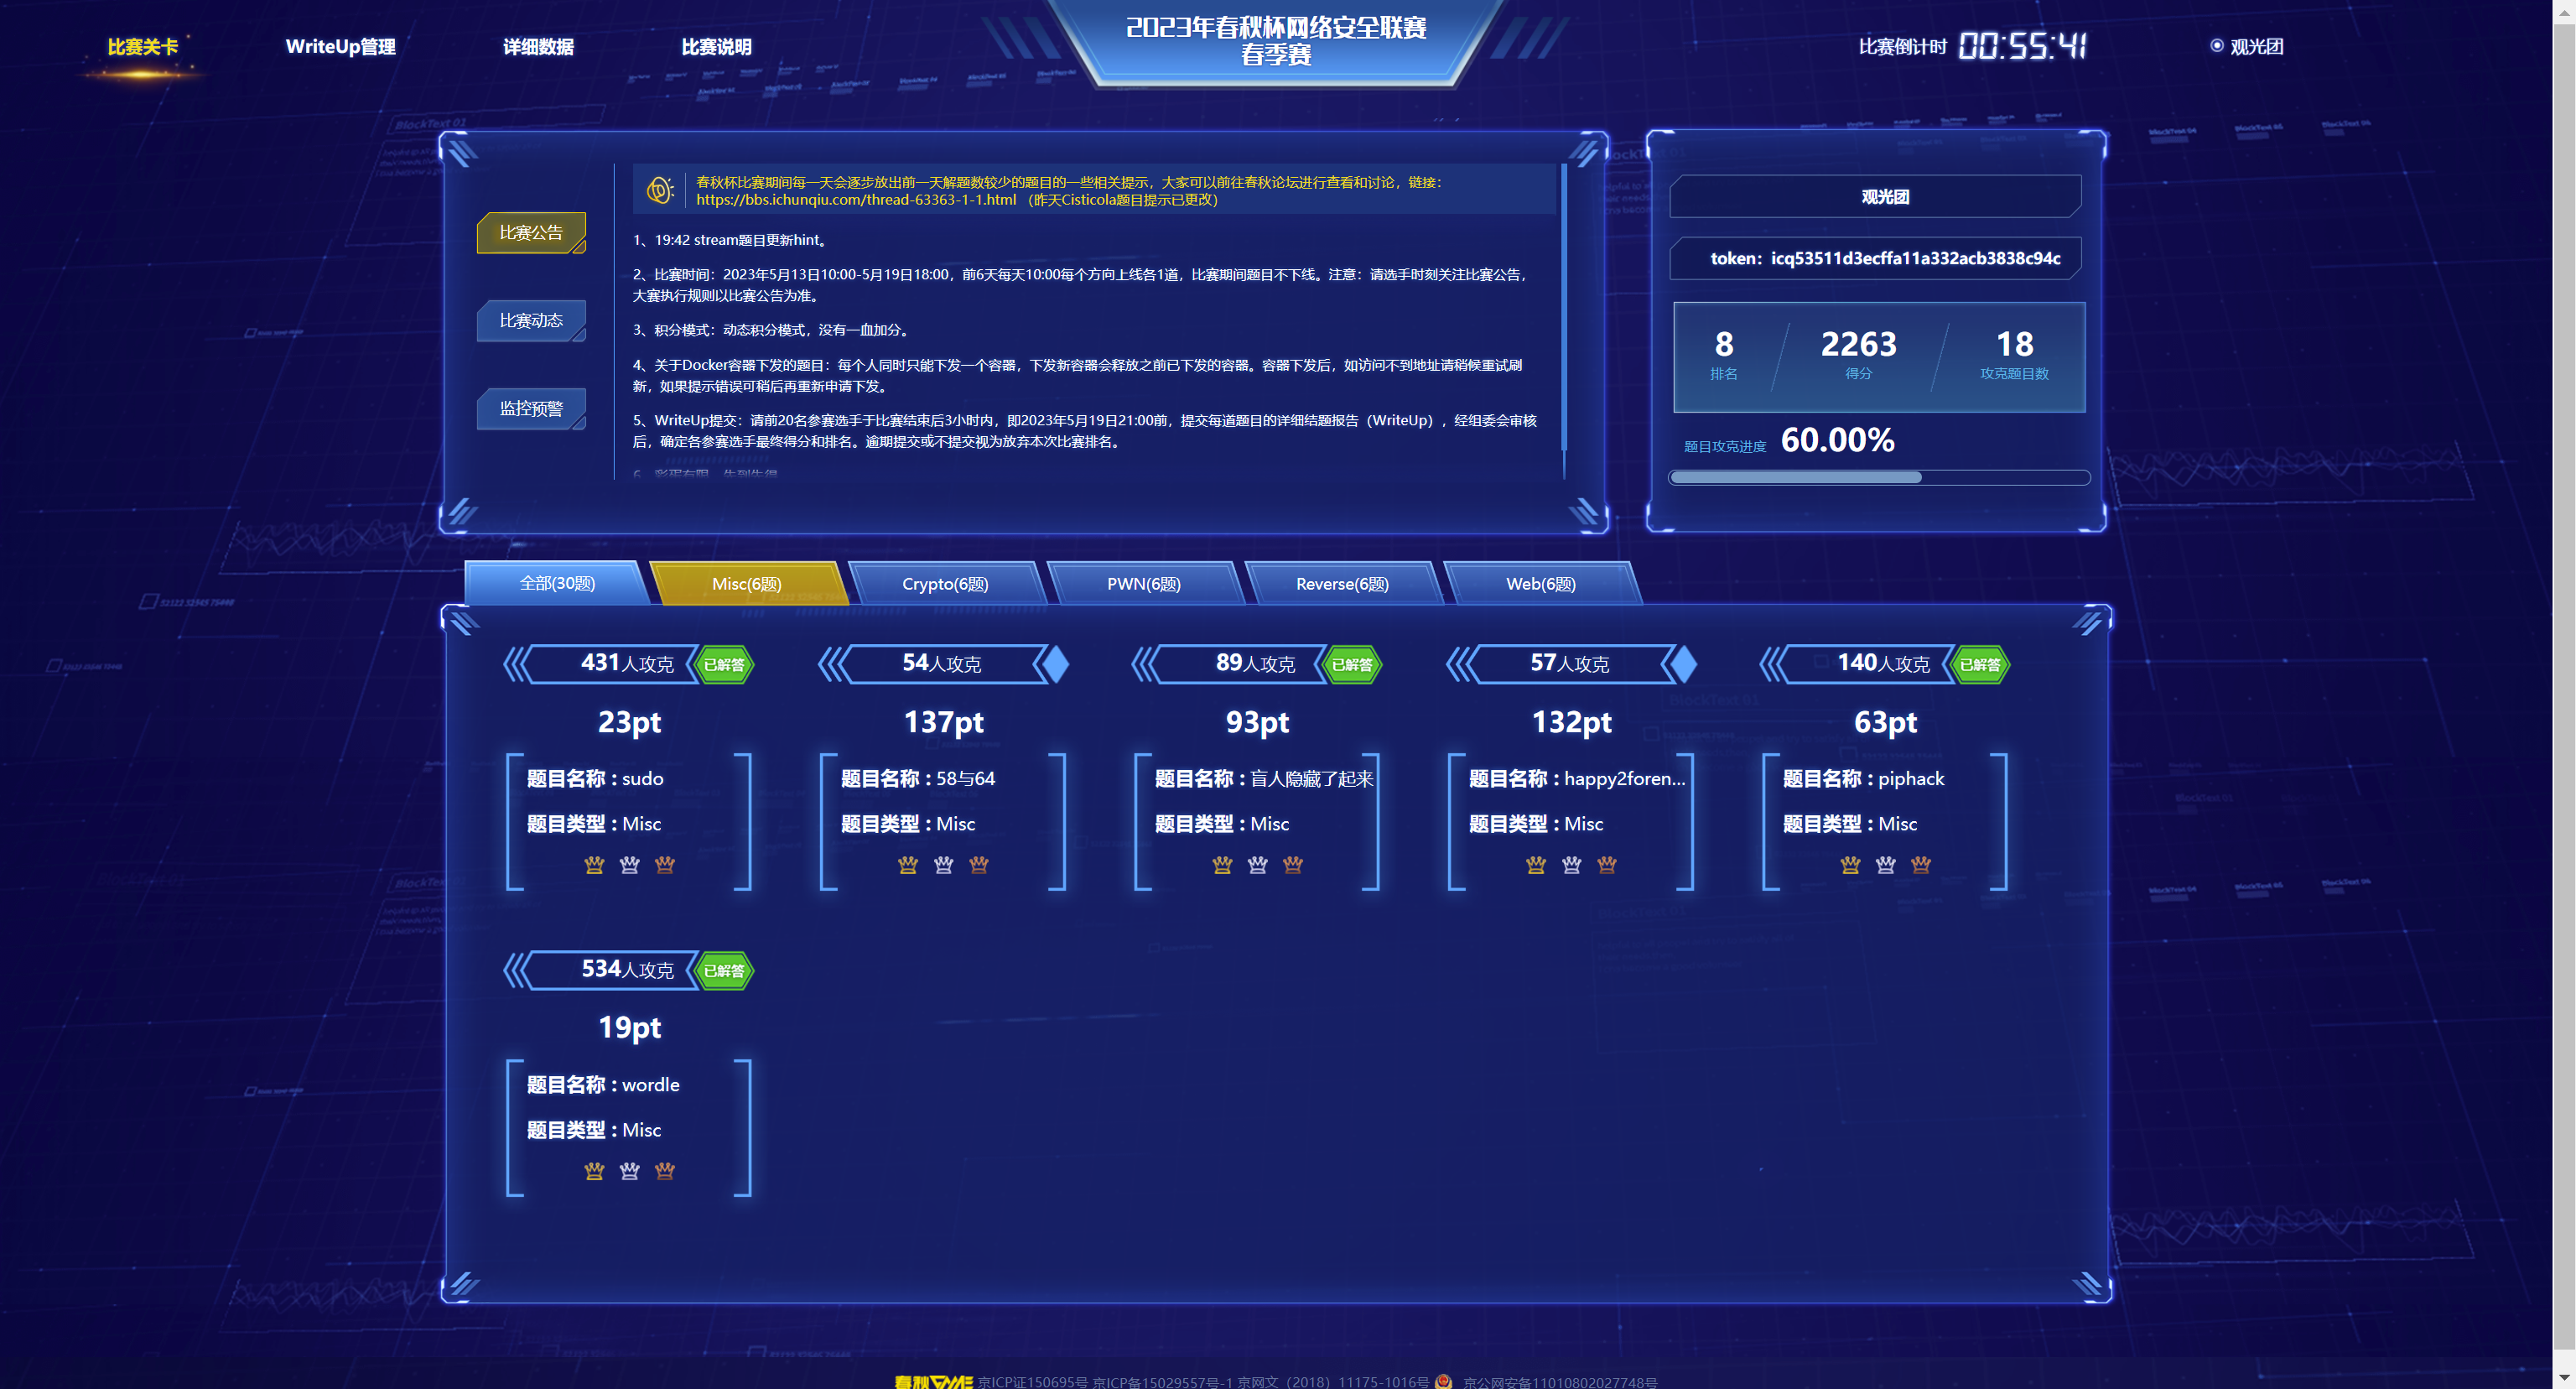 比赛关卡
WriteUp管理
详细数据
比赛说明
2023年春秋杯网络安全联赛
春季赛
比赛倒计时 00:55:41
观光团
比赛公告
比赛动态
监控预警
春秋杯比赛期间每一天会逐步放出前一天解题数较少的题目的一些相关提示，大家可以前往春秋论坛进行查看和讨论，链接：
https://bbs.ichunqiu.com/thread-63363-1-1.html （昨天Cisticola题目提示已更改）
1、19:42 stream题目更新hint。
2、比赛时间：2023年5月13日10:00-5月19日18:00，前6天每天10:00每个方向上线各1道，比赛期间题目不下线。注意：请选手时刻关注比赛公告，
大赛执行规则以比赛公告为准。
3、积分模式：动态积分模式，没有一血加分。
4、关于Docker容器下发的题目：每个人同时只能下发一个容器，下发新容器会释放之前已下发的容器。容器下发后，如访问不到地址请稍候重试刷
新，如果提示错误可稍后再重新申请下发。
5、WriteUp提交：请前20名参赛选手于比赛结束后3小时内，即2023年5月19日21:00前，提交每道题目的详细结题报告（WriteUp），经组委会审核
后，确定各参赛选手最终得分和排名。逾期提交或不提交视为放弃本次比赛排名。
6、彩蛋有限，先到先得
观光团
token：icq53511d3ecffa11a332acb3838c94c
8 2263 18
排名 得分 攻克题目数
题目攻克进度 60.00%
全部(30题) Misc(6题) Crypto(6题) PWN(6题) Reverse(6题) Web(6题)
431人攻克 已解答
23pt
题目名称 : sudo
题目类型 : Misc
54人攻克
137pt
题目名称 : 58与64
题目类型 : Misc
89人攻克 已解答
93pt
题目名称 : 盲人隐藏了起来
题目类型 : Misc
57人攻克
132pt
题目名称 : happy2foren...
题目类型 : Misc
140人攻克 已解答
63pt
题目名称 : piphack
题目类型 : Misc
534人攻克 已解答
19pt
题目名称 : wordle
题目类型 : Misc
春秋GAME 京ICP证150695号 京ICP备15029557号-1 京网文（2018）11175-1016号 京公网安备11010802027748号